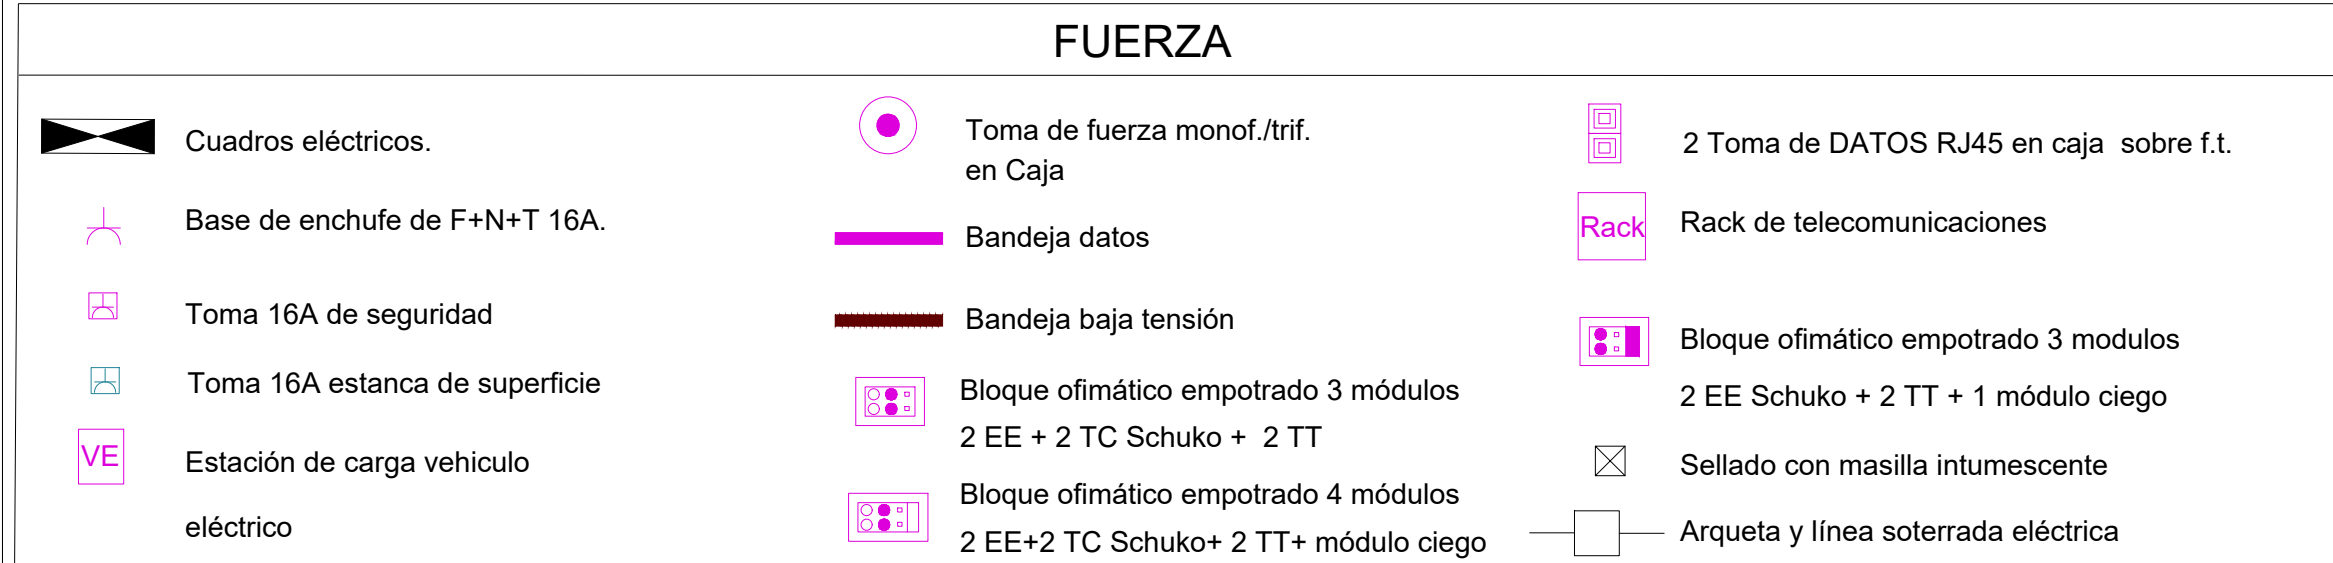 FUERZA
Cuadros eléctricos.
Base de enchufe de F+N+T 16A.
Toma 16A de seguridad
Toma 16A estanca de superficie
VE
Estación de carga vehiculo
eléctrico
Toma de fuerza monof./trif.
en Caja
Bandeja datos
Bandeja baja tensión
Bloque ofimático empotrado 3 módulos
2 EE + 2 TC Schuko + 2 TT
Bloque ofimático empotrado 4 módulos
2 EE+2 TC Schuko+ 2 TT+ módulo ciego
2 Toma de DATOS RJ45 en caja sobre f.t.
Rack
Rack de telecomunicaciones
Bloque ofimático empotrado 3 modulos
2 EE Schuko + 2 TT + 1 módulo ciego
Sellado con masilla intumescente
Arqueta y línea soterrada eléctrica